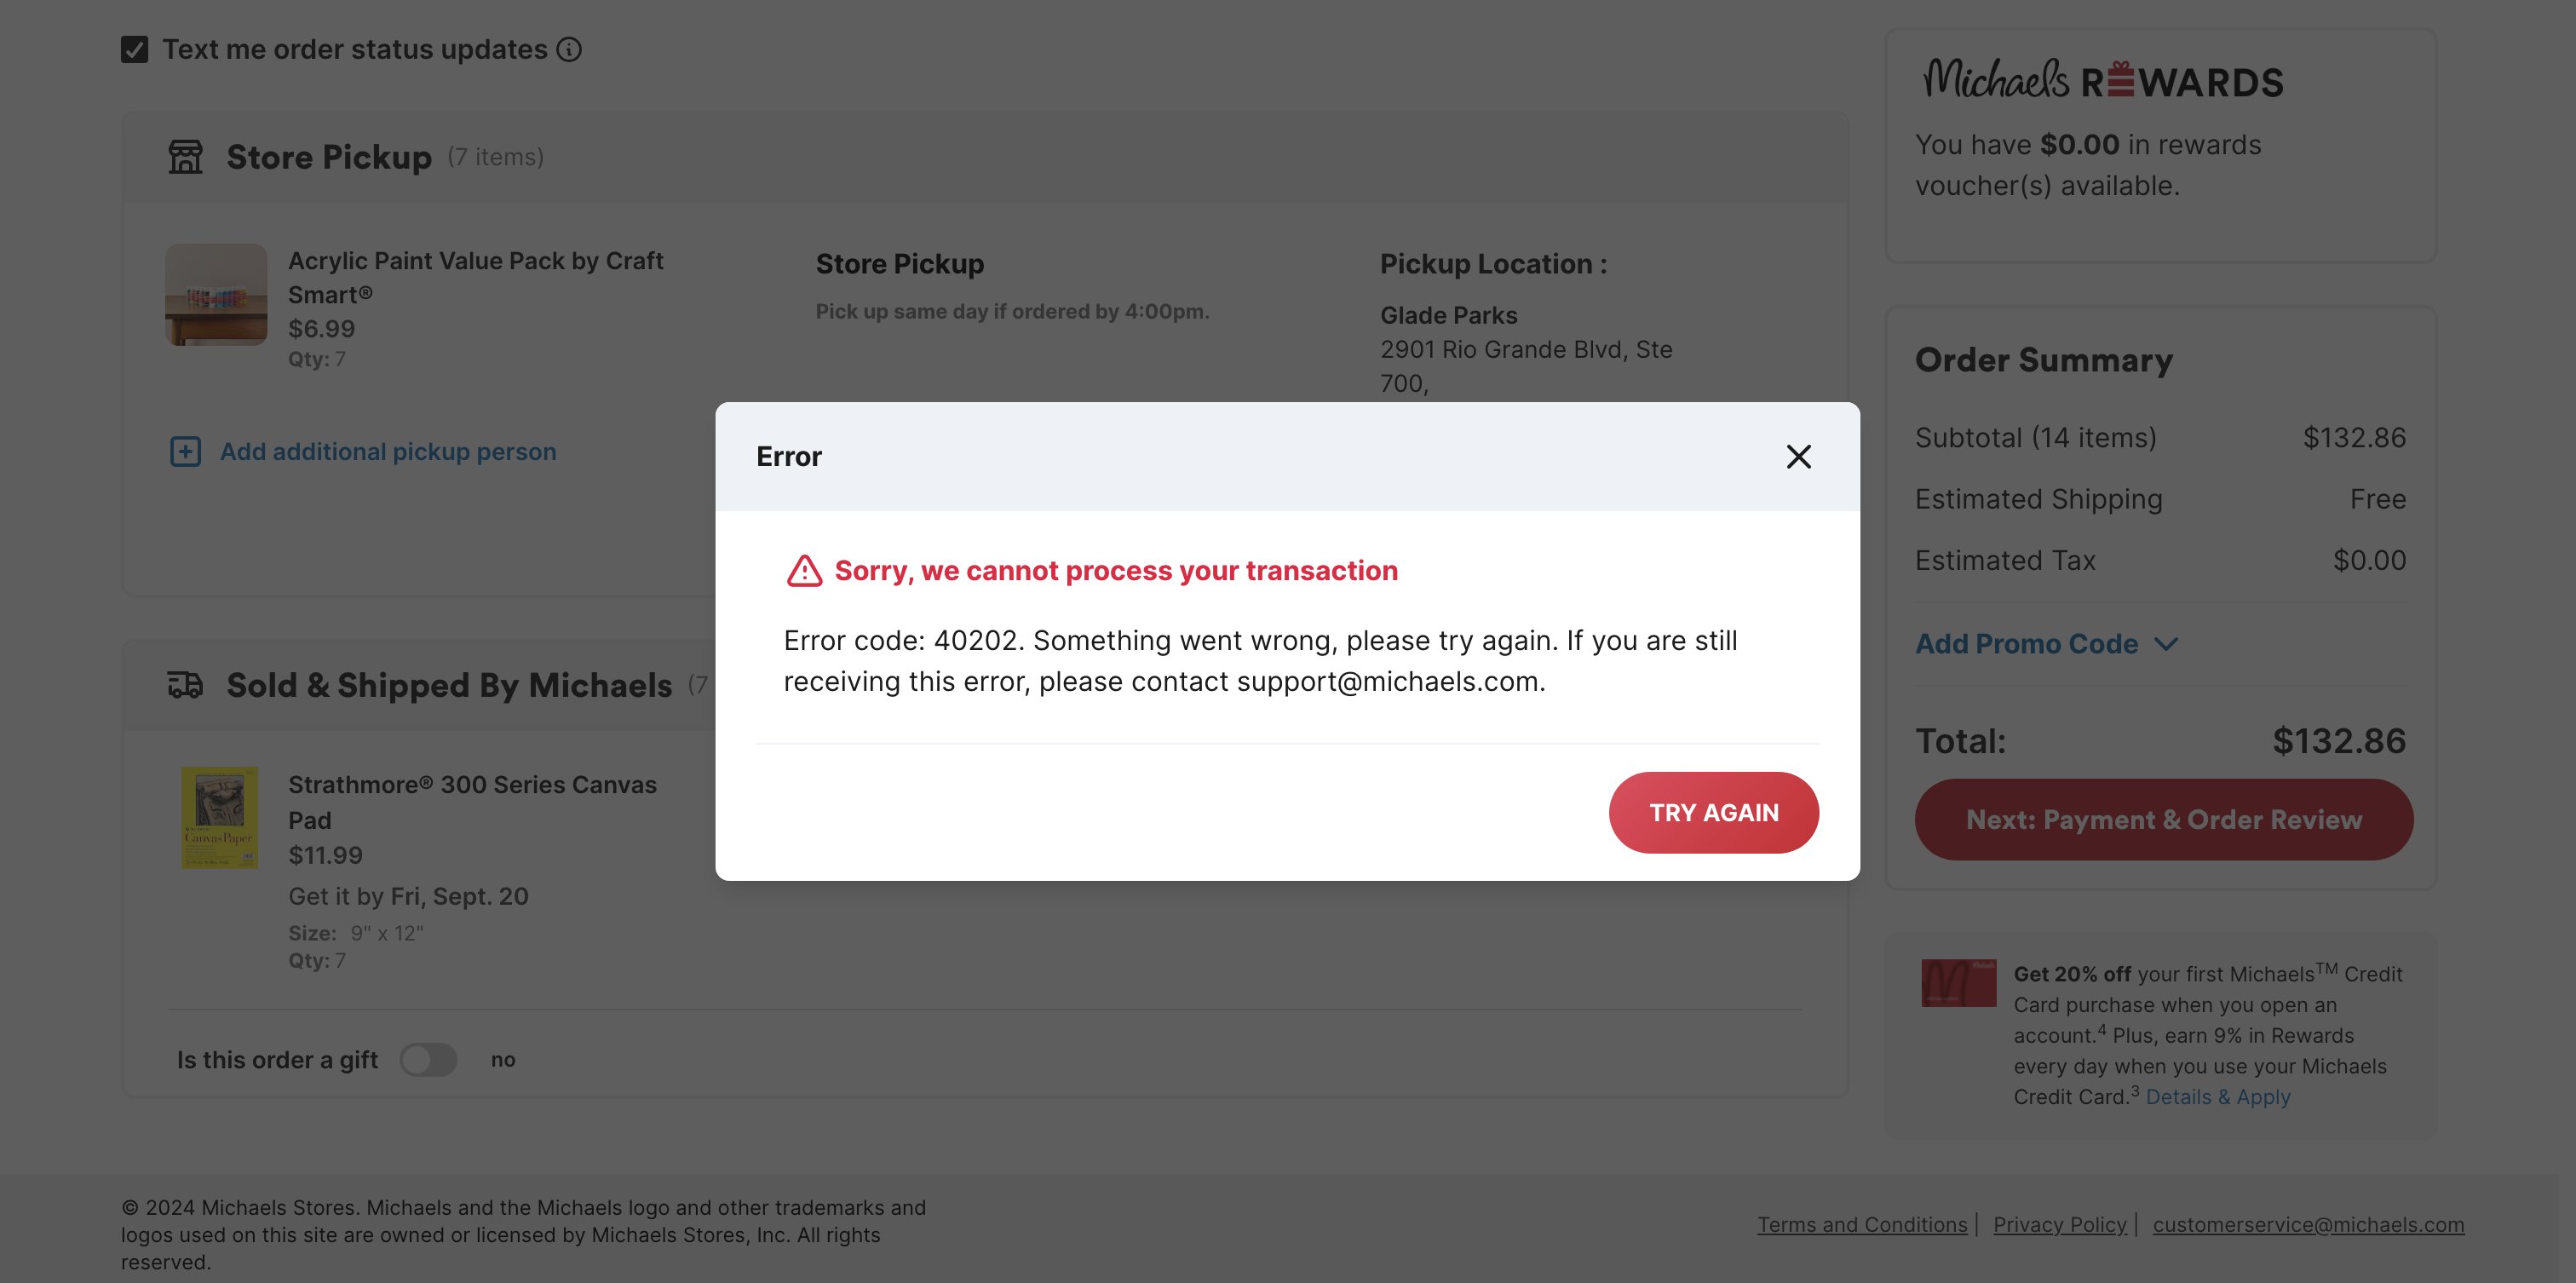 Text me order status updates
Store Pickup (7 items)
Acrylic Paint Value Pack by Craft
Smart®
$6.99
Qty: 7
Store Pickup
Pick up same day if ordered by 4:00pm.
Pickup Location :
Glade Parks
2901 Rio Grande Blvd, Ste
700,
Add additional pickup person
Sold & Shipped By Michaels (7
Canvas Paper
Strathmore® 300 Series Canvas
Pad
$11.99
Get it by Fri, Sept. 20
Size: 9" x 12"
Qty: 7
Is this order a gift no
Error
Sorry, we cannot process your transaction
Error code: 40202. Something went wrong, please try again. If you are still
receiving this error, please contact support@michaels.com.
TRY AGAIN
Michaels REWARDS
You have $0.00 in rewards
voucher(s) available.
Order Summary
Subtotal (14 items) $132.86
Estimated Shipping Free
Estimated Tax $0.00
Add Promo Code
Total: $132.86
Next: Payment & Order Review
Get 20% off your first Michaels™ Credit
Card purchase when you open an
account.⁴ Plus, earn 9% in Rewards
every day when you use your Michaels
Credit Card.³ Details & Apply
© 2024 Michaels Stores. Michaels and the Michaels logo and other trademarks and
logos used on this site are owned or licensed by Michaels Stores, Inc. All rights
reserved.
Terms and Conditions | Privacy Policy | customerservice@michaels.com